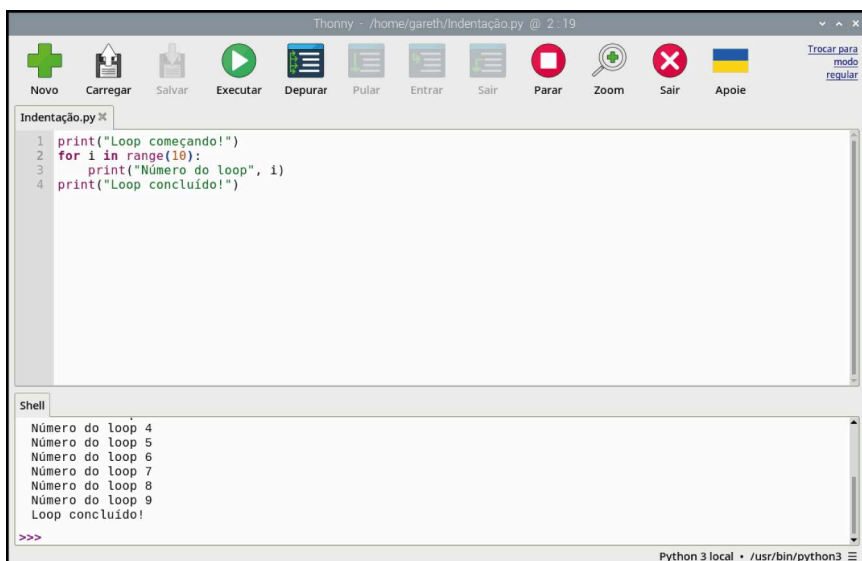 Thonny - /home/gareth/Indentação.py @ 2:19
Novo Carregar Salvar Executar Depurar Pular Entrar Sair Parar Zoom Sair Apoie
Trocar para
modo
regular
Indentação.py
1 print("Loop começando!")
2 for i in range(10):
3     print("Número do loop", i)
4 print("Loop concluído!")
Shell
Número do loop 4
Número do loop 5
Número do loop 6
Número do loop 7
Número do loop 8
Número do loop 9
Loop concluído!
>>>
Python 3 local • /usr/bin/python3